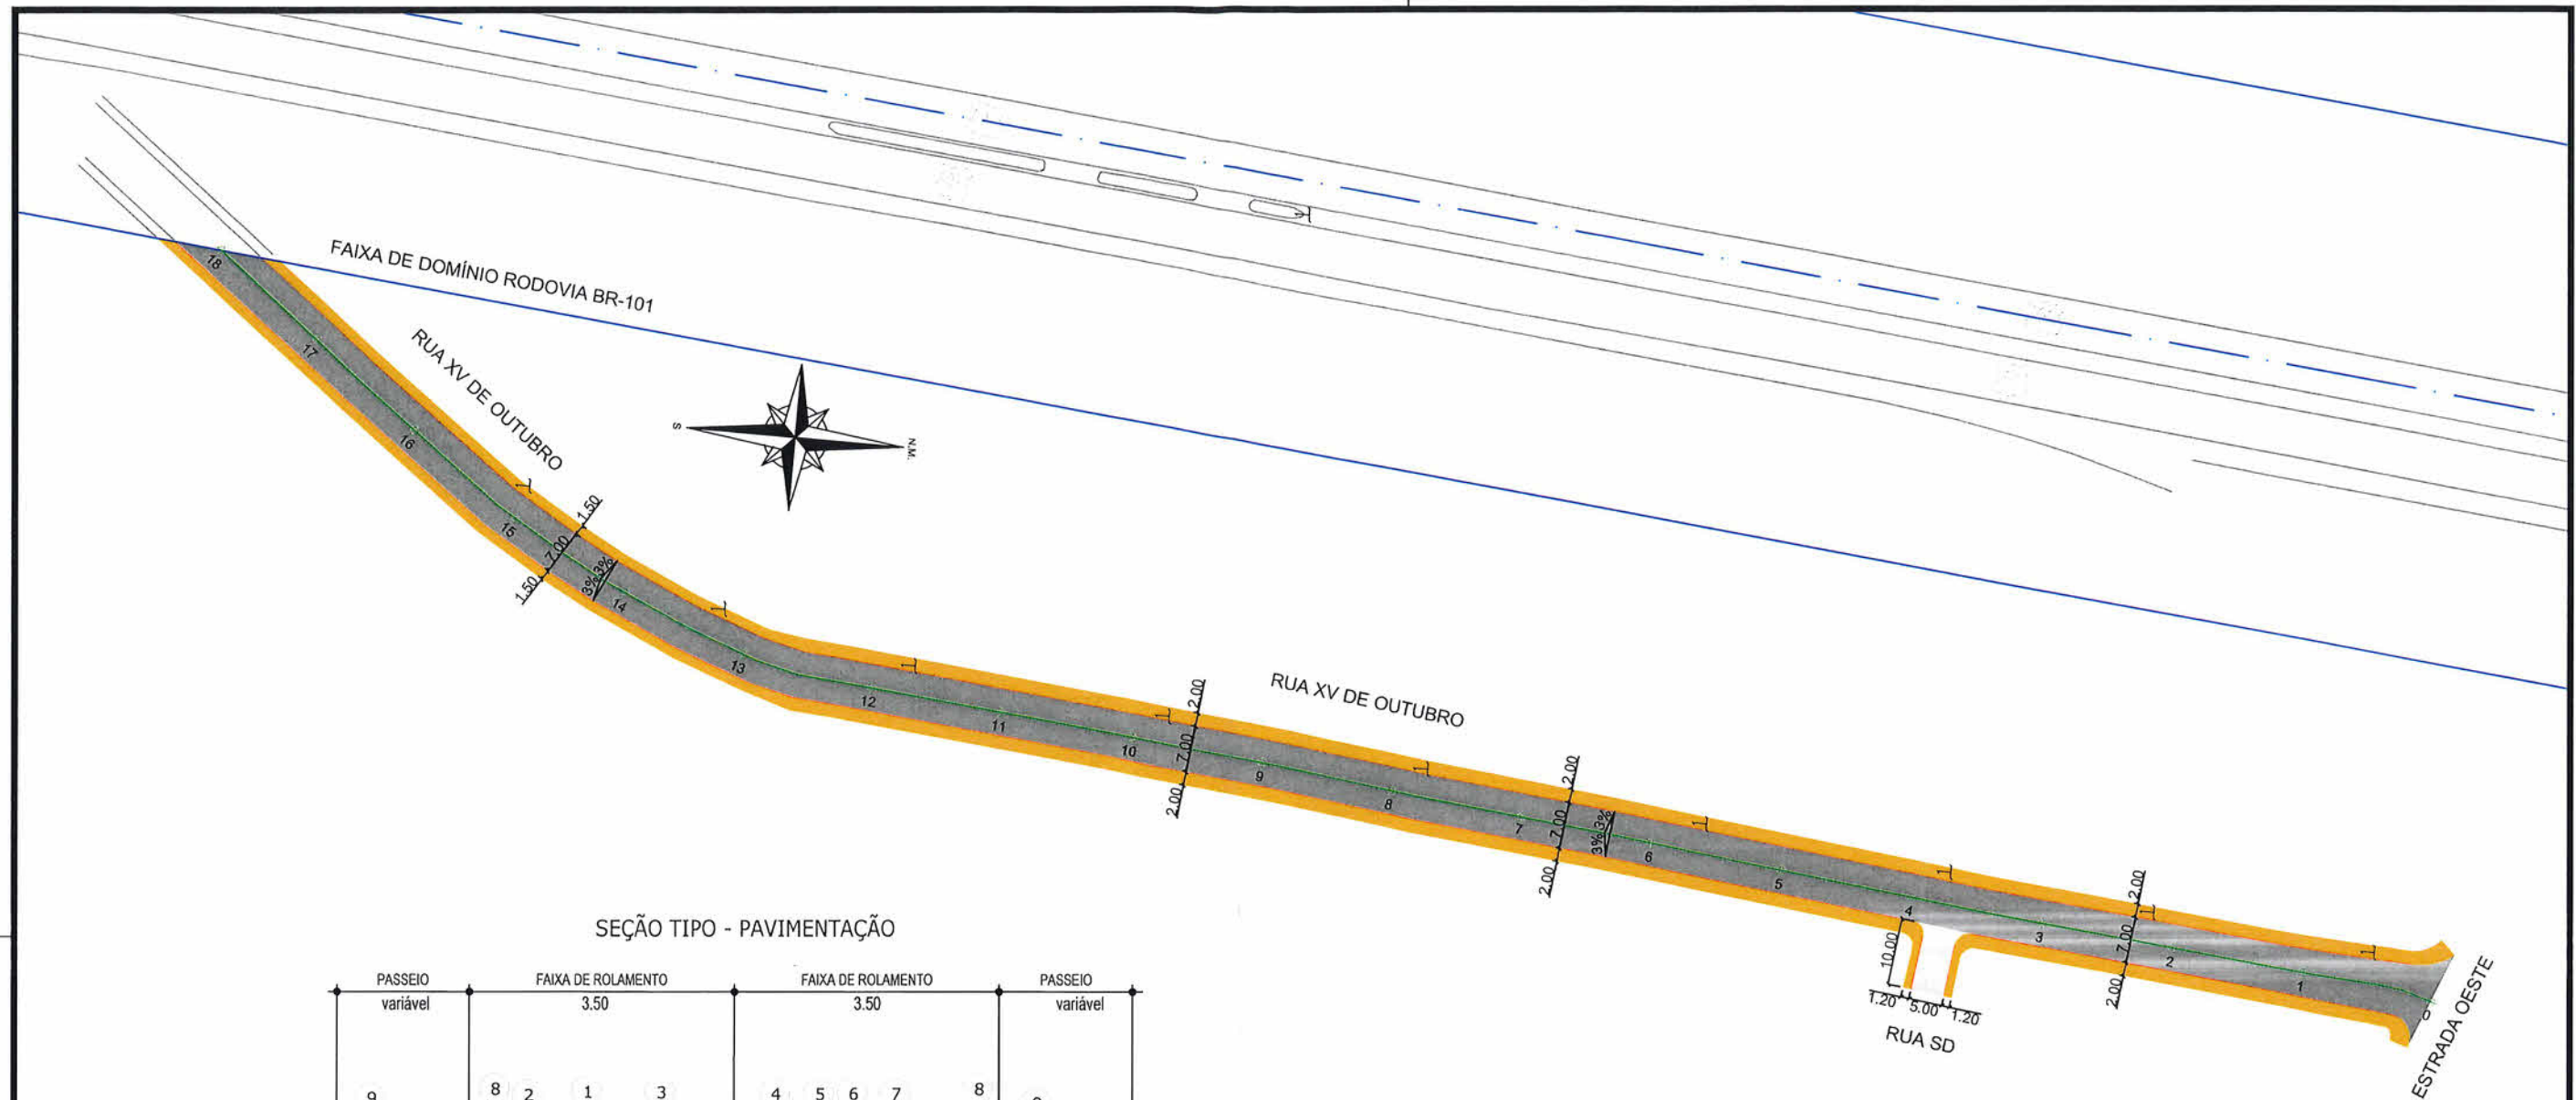 FAIXA DE DOMÍNIO RODOVIA BR-101
RUA XV DE OUTUBRO
S
N.M.
18
17
16
15
1.50
7.00
1.50
3% 3%
14
13
12
11
10
2.00
7.00
2.00
RUA XV DE OUTUBRO
9
8
7
2.00
7.00
2.00
3% 3%
6
5
4
3
2.00
7.00
2.00
2
1
0
10.00
1.20 5.00 1.20
RUA SD
ESTRADA OESTE
SEÇÃO TIPO - PAVIMENTAÇÃO
PASSEIO FAIXA DE ROLAMENTO FAIXA DE ROLAMENTO PASSEIO
variável 3.50 3.50 variável
9 8 2 1 3 4 5 6 7 8